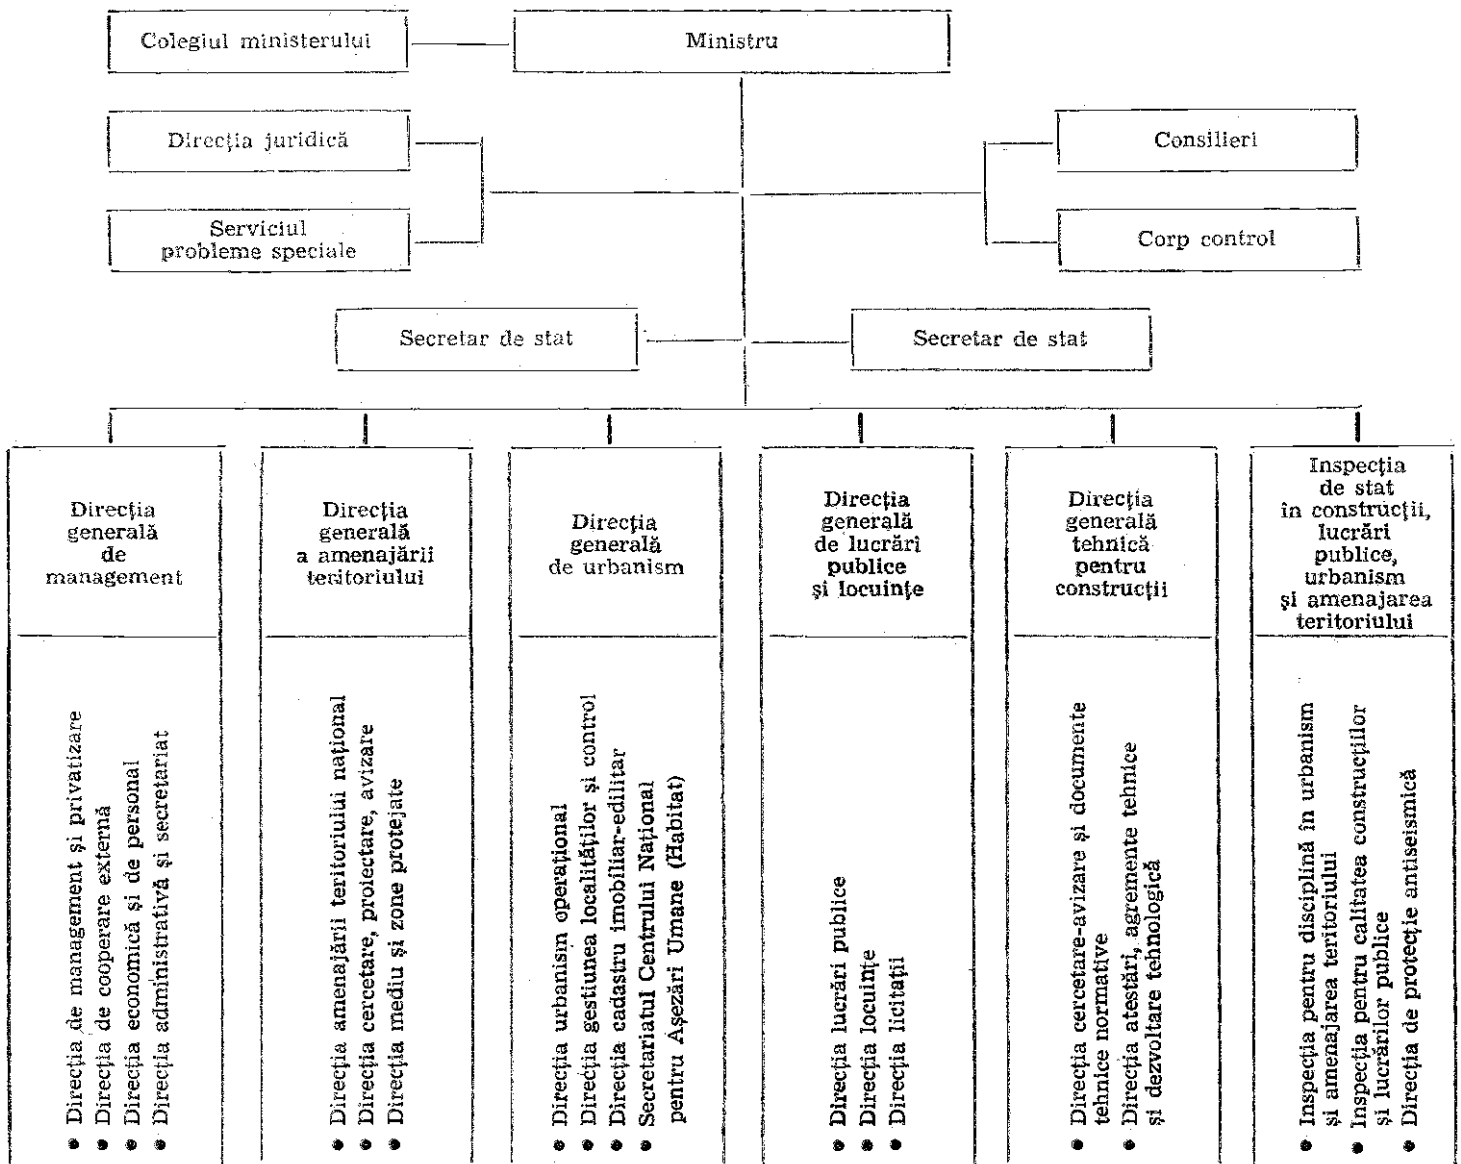 Colegiul ministerului
Ministru
Direcția juridică
Consilieri
Serviciul
probleme speciale
Corp control
Secretar de stat
Secretar de stat
Direcția
generală
de
management
● Direcția de management și privatizare
● Direcția de cooperare externă
● Direcția economică și de personal
● Direcția administrativă și secretariat
Direcția
generală
a amenajării
teritoriului
● Direcția amenajării teritoriului național
● Direcția cercetare, proiectare, avizare
● Direcția mediu și zone protejate
Direcția
generală
de urbanism
● Direcția urbanism operațional
● Direcția gestiunea localităților și control
● Direcția cadastru imobiliar-edilitar
● Secretariatul Centrului Național
pentru Așezări Umane (Habitat)
Direcția
generală
de lucrări
publice
și locuințe
● Direcția lucrări publice
● Direcția locuințe
● Direcția licitații
Direcția
generală
tehnică
pentru
construcții
● Direcția cercetare-avizare și documente
tehnice normative
● Direcția atestări, agremente tehnice
și dezvoltare tehnologică
Inspecția
de stat
în construcții,
lucrări
publice,
urbanism
și amenajarea
teritoriului
● Inspecția pentru disciplină în urbanism
și amenajarea teritoriului
● Inspecția pentru calitatea construcțiilor
și lucrărilor publice
● Direcția de protecție antiseismică